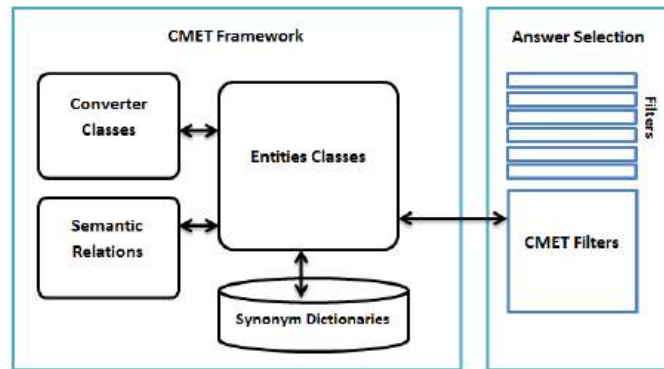 CMET Framework
Converter
Classes
Entities Classes
Semantic
Relations
Synonym Dictionaries
Answer Selection
Filters
CMET Filters